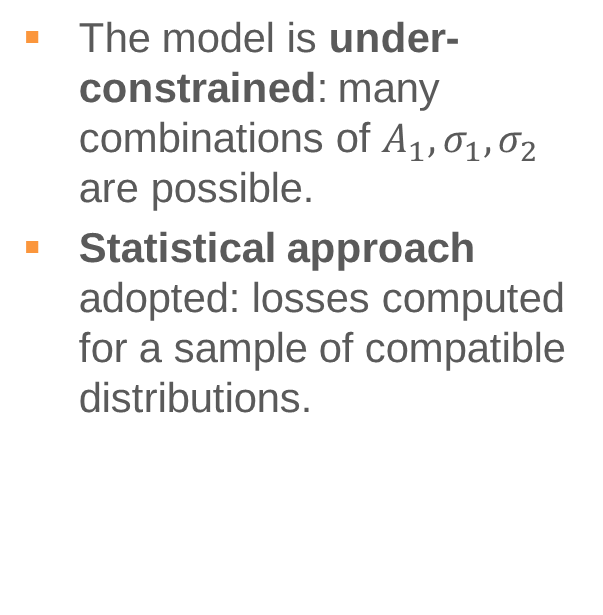 ▪ The model is under-
constrained: many
combinations of 𝐴₁, 𝜎₁, 𝜎₂
are possible.
▪ Statistical approach
adopted: losses computed
for a sample of compatible
distributions.